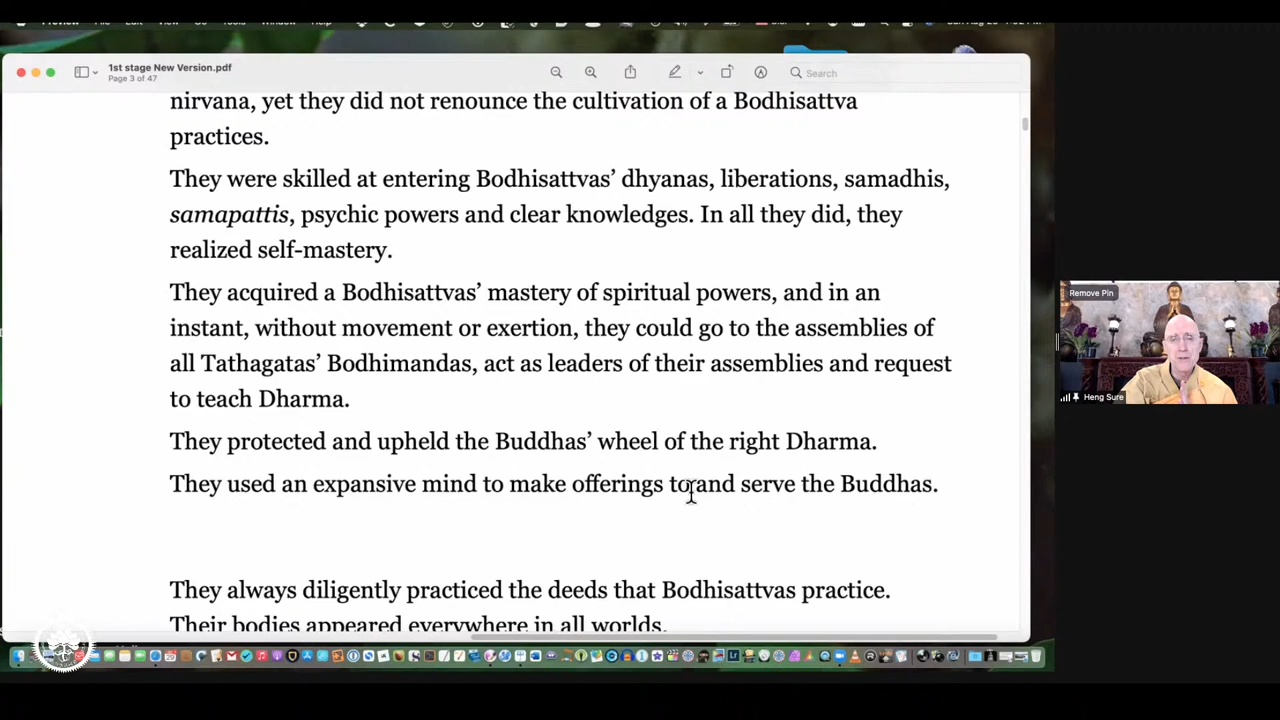 1st stage New Version.pdf
Page 3 of 47
Search
nirvana, yet they did not renounce the cultivation of a Bodhisattva
practices.
They were skilled at entering Bodhisattvas’ dhyanas, liberations, samadhis,
samapattis, psychic powers and clear knowledges. In all they did, they
realized self-mastery.
They acquired a Bodhisattvas’ mastery of spiritual powers, and in an
instant, without movement or exertion, they could go to the assemblies of
all Tathagatas’ Bodhimandas, act as leaders of their assemblies and request
to teach Dharma.
They protected and upheld the Buddhas’ wheel of the right Dharma.
They used an expansive mind to make offerings to and serve the Buddhas.
They always diligently practiced the deeds that Bodhisattvas practice.
Their bodies appeared everywhere in all worlds.
Remove Pin
Heng Sure